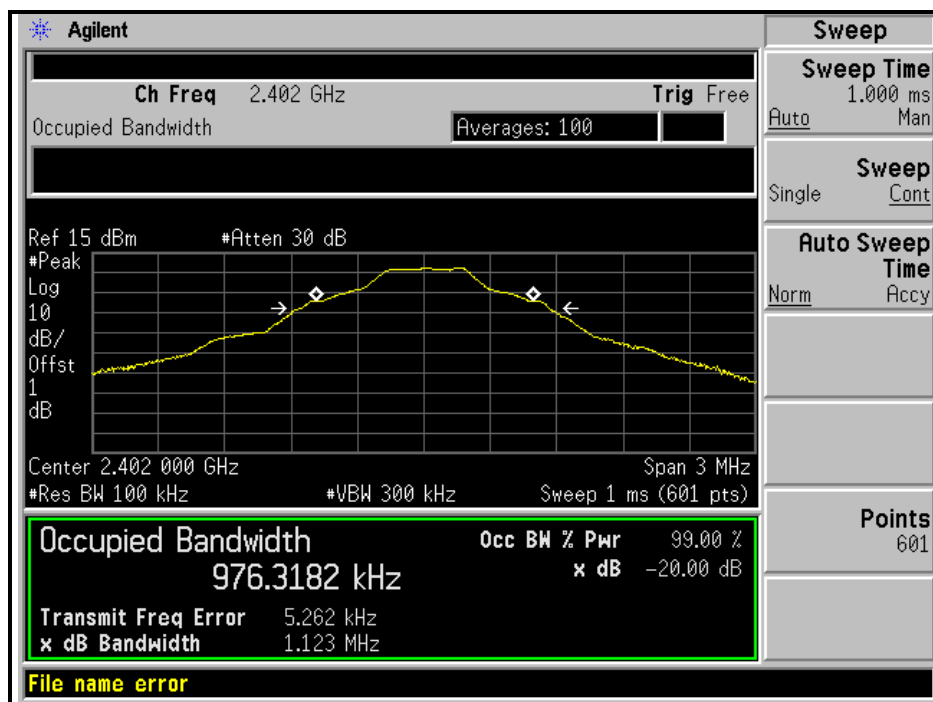 Agilent
Sweep
Ch Freq 2.402 GHz Trig Free
Occupied Bandwidth Averages: 100
Sweep Time
1.000 ms
Auto Man
Sweep
Single Cont
Auto Sweep
Time
Norm Accy
Points
601
Ref 15 dBm #Atten 30 dB
#Peak
Log
10
dB/
Offst
1
dB
Center 2.402 000 GHz Span 3 MHz
#Res BW 100 kHz #VBW 300 kHz Sweep 1 ms (601 pts)
Occupied Bandwidth Occ BW % Pwr 99.00 %
976.3182 kHz x dB -20.00 dB
Transmit Freq Error 5.262 kHz
x dB Bandwidth 1.123 MHz
File name error